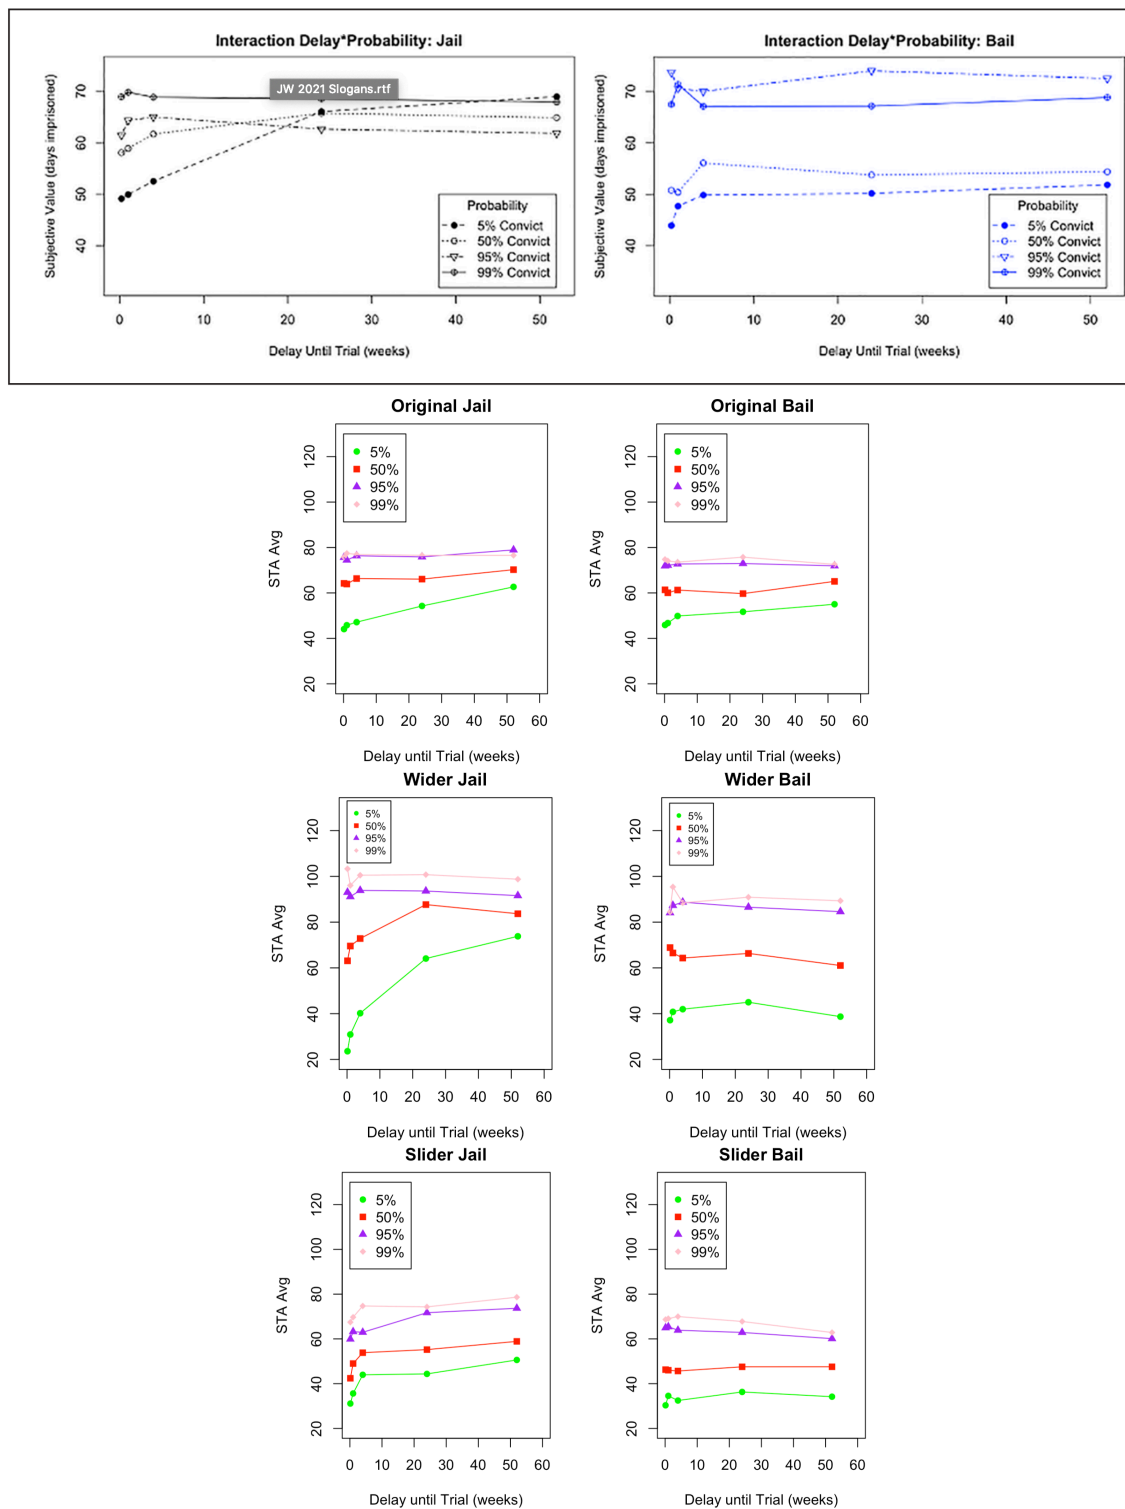 Interaction Delay*Probability: Jail
JW 2021 Slogans.rtf
Subjective Value (days imprisoned)
70
60
50
40
Probability
5% Convict
50% Convict
95% Convict
99% Convict
0 10 20 30 40 50
Delay Until Trial (weeks)
Interaction Delay*Probability: Bail
Subjective Value (days imprisoned)
70
60
50
40
Probability
5% Convict
50% Convict
95% Convict
99% Convict
0 10 20 30 40 50
Delay Until Trial (weeks)
Original Jail
STA Avg
120
100
80
60
40
20
5%
50%
95%
99%
0 10 20 30 40 50 60
Delay until Trial (weeks)
Original Bail
STA Avg
120
100
80
60
40
20
5%
50%
95%
99%
0 10 20 30 40 50 60
Delay until Trial (weeks)
Wider Jail
STA Avg
120
100
80
60
40
20
5%
50%
95%
99%
0 10 20 30 40 50 60
Delay until Trial (weeks)
Wider Bail
STA Avg
120
100
80
60
40
20
5%
50%
95%
99%
0 10 20 30 40 50 60
Delay until Trial (weeks)
Slider Jail
STA Avg
120
100
80
60
40
20
5%
50%
95%
99%
0 10 20 30 40 50 60
Delay until Trial (weeks)
Slider Bail
STA Avg
120
100
80
60
40
20
5%
50%
95%
99%
0 10 20 30 40 50 60
Delay until Trial (weeks)